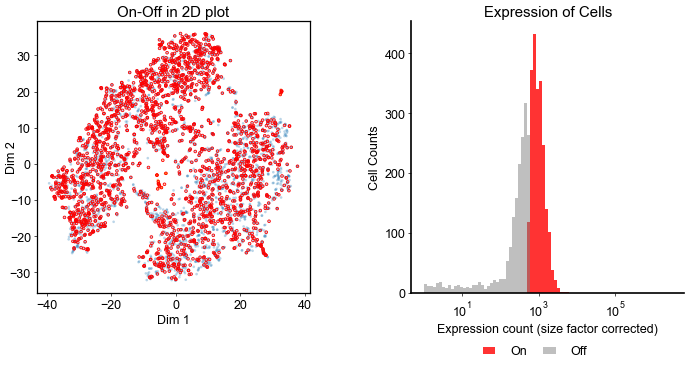 On-Off in 2D plot
30
20
10
0
−10
−20
−30
Dim 2
−40
−20
0
20
40
Dim 1
Expression of Cells
400
300
200
100
0
Cell Counts
10^1
10^3
10^5
Expression count (size factor corrected)
On
Off